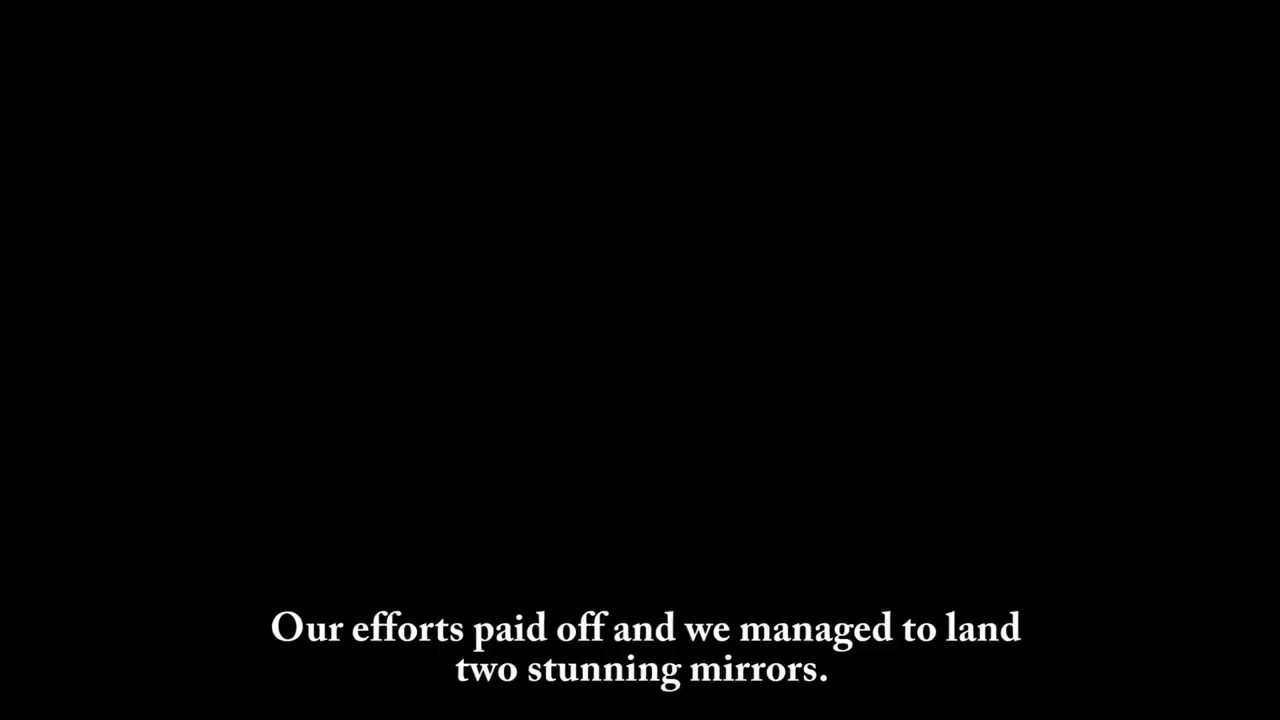 Our efforts paid off and we managed to land
two stunning mirrors.